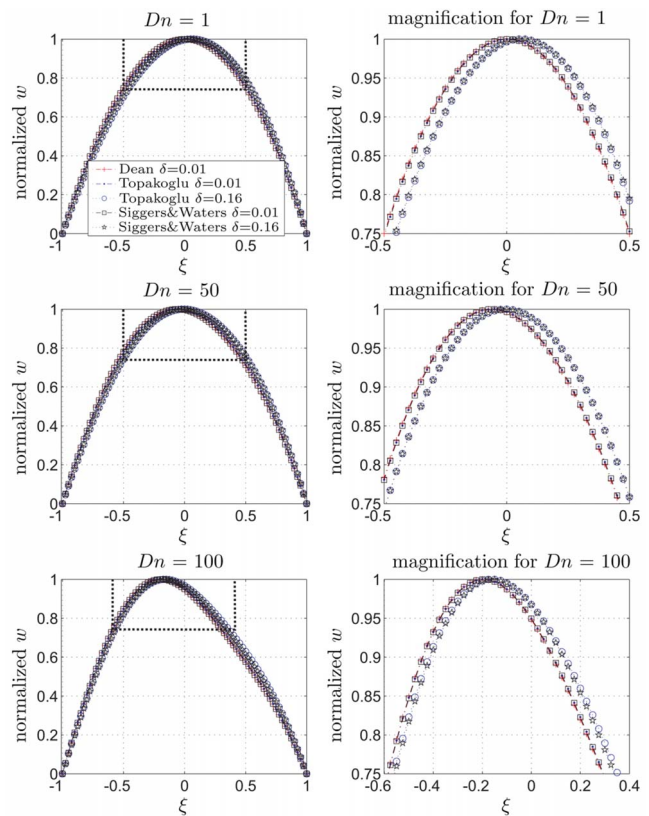 Dn = 1
magnification for Dn = 1
normalized w
1
0.8
0.6
0.4
0.2
0
-1
-0.5
0
0.5
1
ξ
Dean δ=0.01
Topakoglu δ=0.01
Topakoglu δ=0.16
Siggers&Waters δ=0.01
Siggers&Waters δ=0.16
normalized w
1
0.95
0.9
0.85
0.8
0.75
-0.5
0
0.5
ξ
Dn = 50
magnification for Dn = 50
normalized w
1
0.8
0.6
0.4
0.2
0
-1
-0.5
0
0.5
1
ξ
normalized w
1
0.95
0.9
0.85
0.8
0.75
-0.5
0
0.5
ξ
Dn = 100
magnification for Dn = 100
normalized w
1
0.8
0.6
0.4
0.2
0
-1
-0.5
0
0.5
1
ξ
normalized w
1
0.95
0.9
0.85
0.8
0.75
-0.6
-0.4
-0.2
0
0.2
0.4
ξ